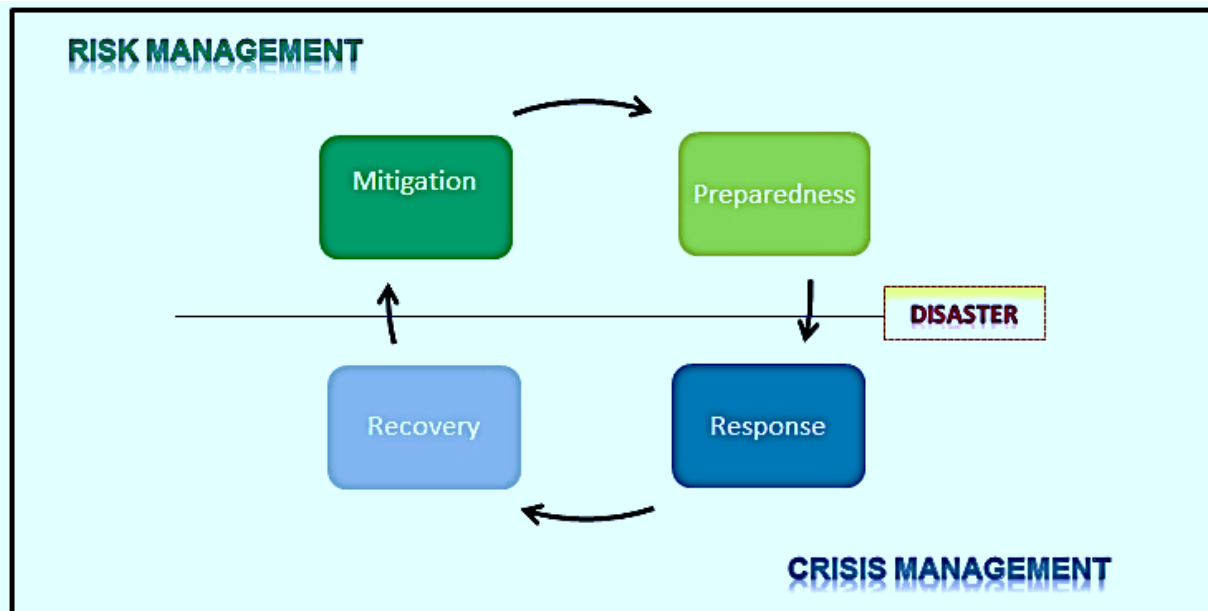 RISK MANAGEMENT
Mitigation
Preparedness
DISASTER
Recovery
Response
CRISIS MANAGEMENT